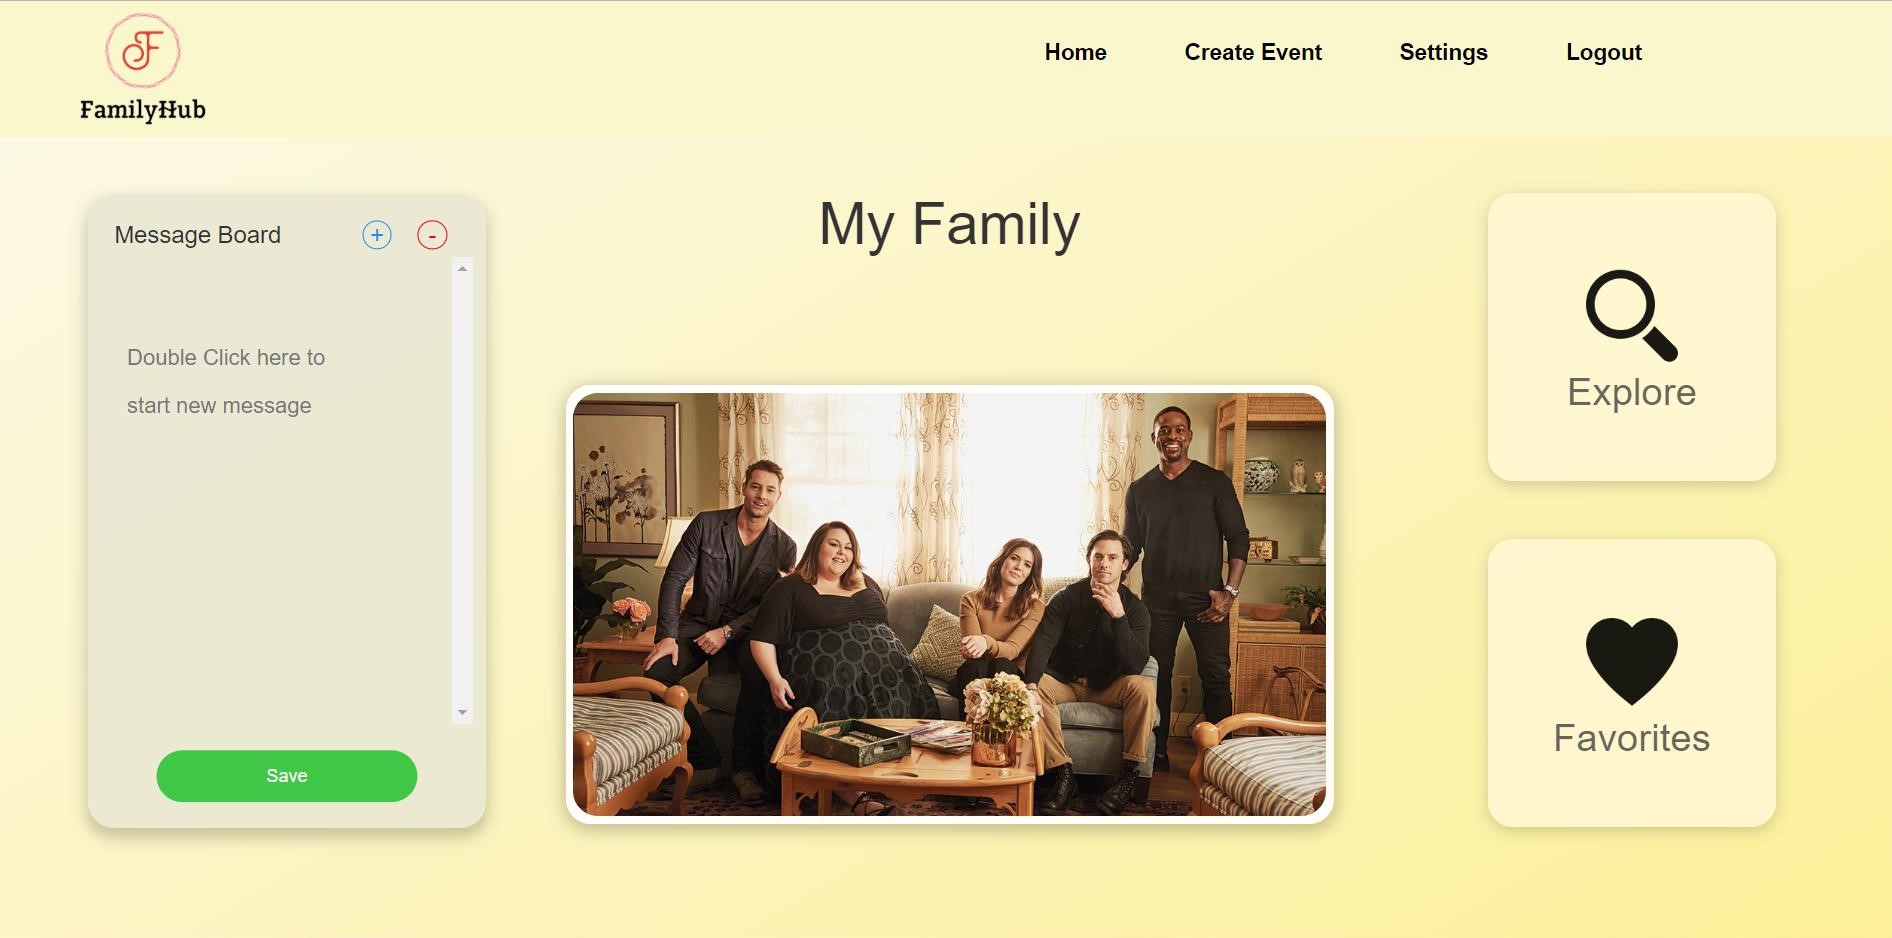 FamilyHub
Home Create Event Settings Logout
Message Board + -
Double Click here to
start new message
Save
My Family
Explore
Favorites